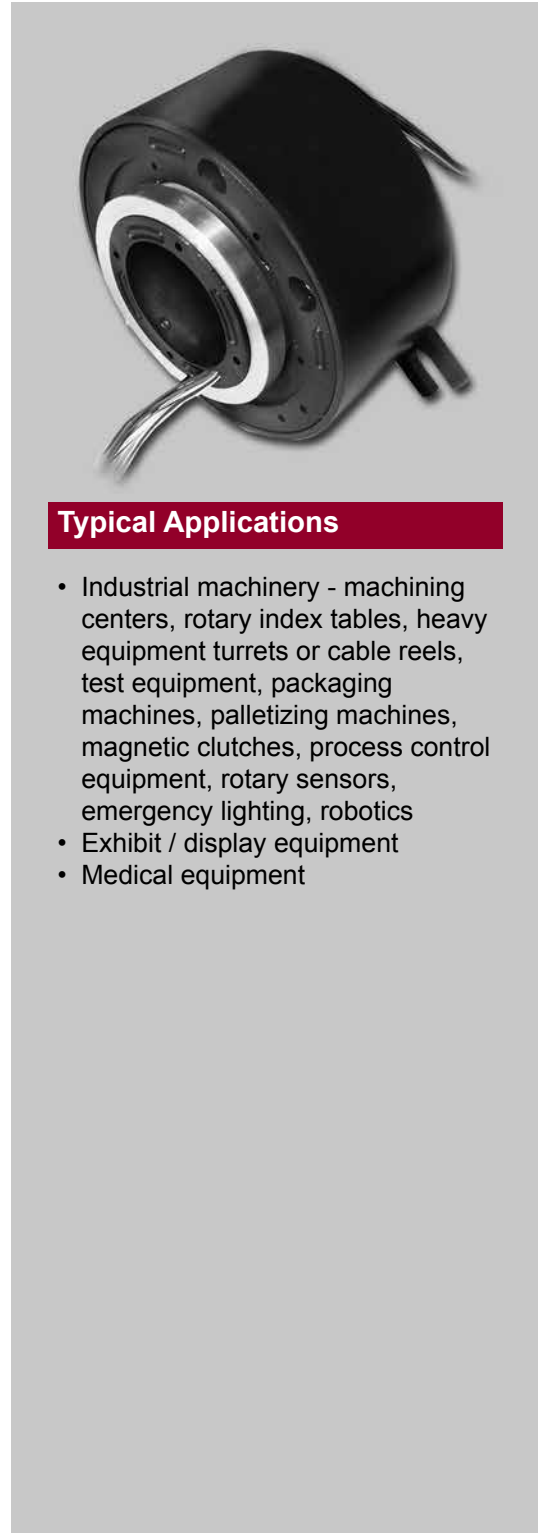 Typical Applications
• Industrial machinery - machining
centers, rotary index tables, heavy
equipment turrets or cable reels,
test equipment, packaging
machines, palletizing machines,
magnetic clutches, process control
equipment, rotary sensors,
emergency lighting, robotics
• Exhibit / display equipment
• Medical equipment